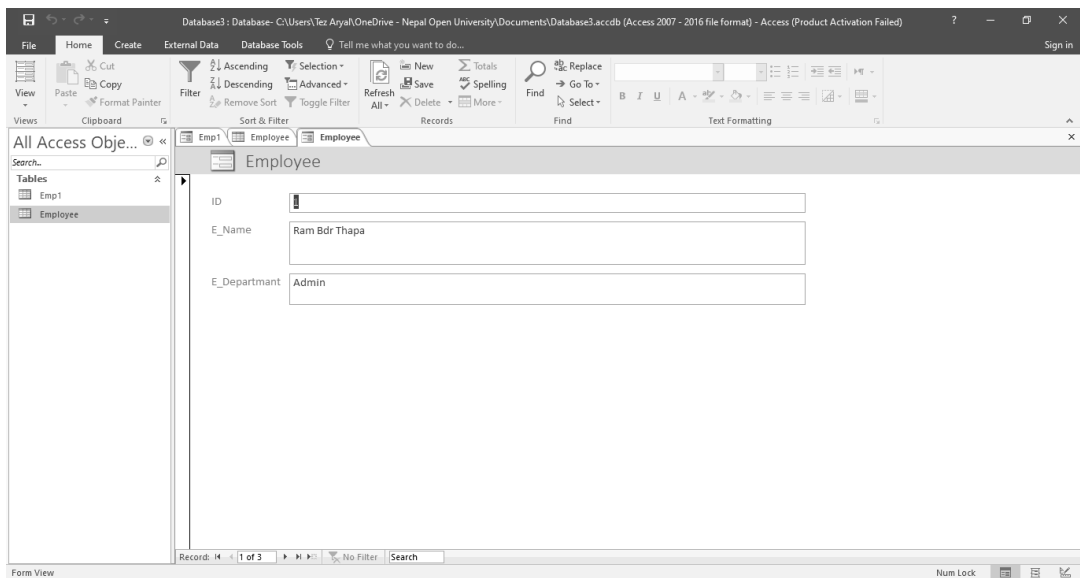 Database3 : Database- C:\Users\Tez Aryal\OneDrive - Nepal Open University\Documents\Database3.accdb (Access 2007 - 2016 file format) - Access (Product Activation Failed) ?
File Home Create External Data Database Tools Tell me what you want to do... Sign in
View
Views
Paste
Cut
Copy
Format Painter
Clipboard
Filter
Ascending
Descending
Remove Sort
Selection
Advanced
Toggle Filter
Sort & Filter
Refresh
All
New
Save
Delete
Totals
Spelling
More
Records
Find
Replace
Go To
Select
Find
B I U A
Text Formatting
All Access Obje...
Search..
Tables
Emp1
Employee
Emp1 Employee Employee
Employee
ID 1
E_Name Ram Bdr Thapa
E_Departmant Admin
Record: 1 of 3 No Filter Search
Form View Num Lock